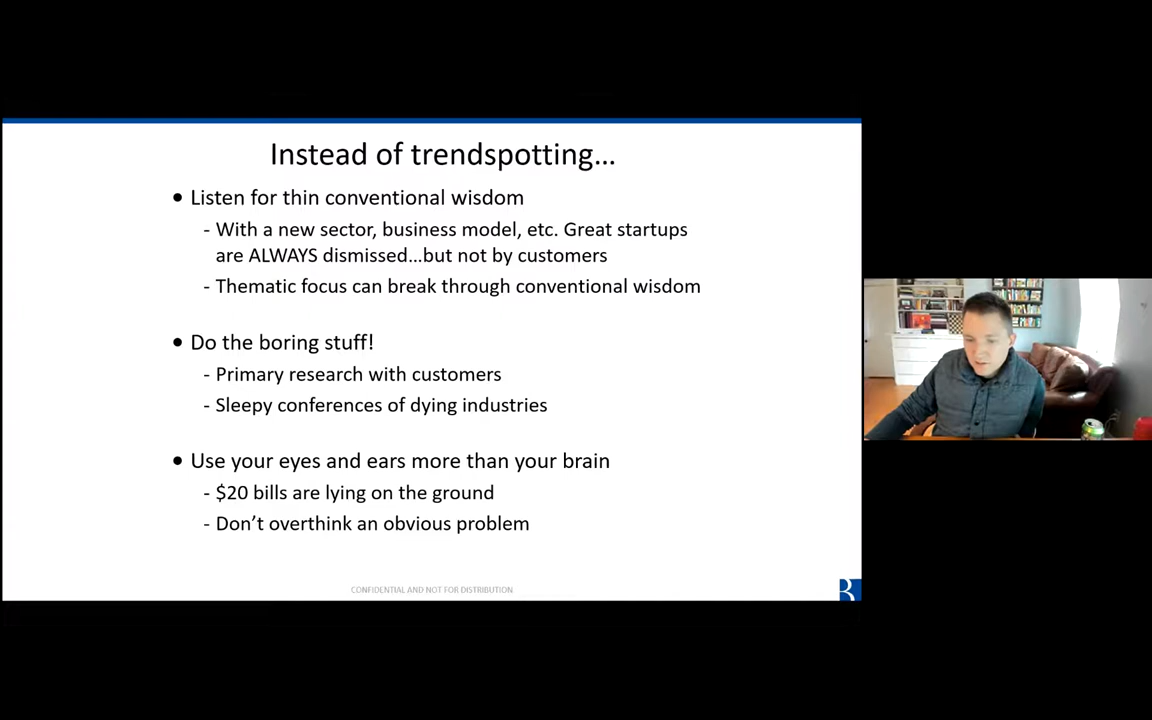 Instead of trendspotting…
• Listen for thin conventional wisdom
- With a new sector, business model, etc. Great startups
are ALWAYS dismissed…but not by customers
- Thematic focus can break through conventional wisdom
• Do the boring stuff!
- Primary research with customers
- Sleepy conferences of dying industries
• Use your eyes and ears more than your brain
- $20 bills are lying on the ground
- Don’t overthink an obvious problem
CONFIDENTIAL AND NOT FOR DISTRIBUTION